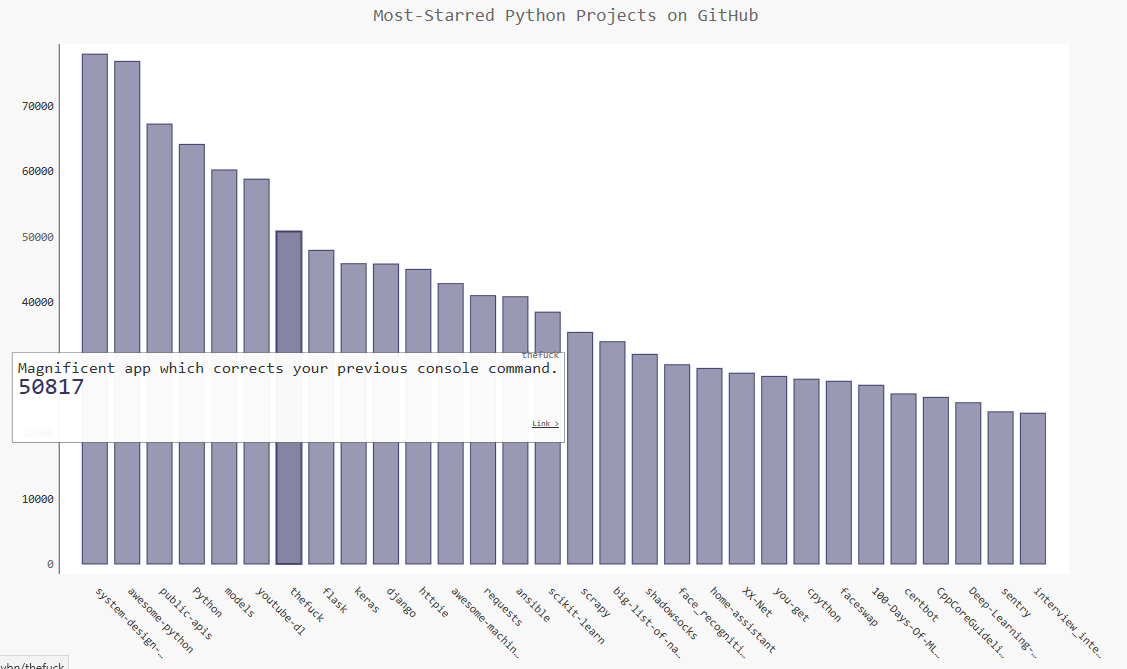 Most-Starred Python Projects on GitHub
70000
60000
50000
40000
thefuck
Magnificent app which corrects your previous console command.
50817
Link >
20000
10000
0
system-design-…
awesome-python
public-apis
Python
models
youtube-dl
thefuck
flask
keras
django
httpie
awesome-machin…
requests
ansible
scikit-learn
scrapy
big-list-of-na…
shadowsocks
face_recogniti…
home-assistant
XX-Net
you-get
cpython
faceswap
100-Days-Of-ML…
certbot
CppCoreGuideli…
Deep-Learning-…
sentry
interview_inte…